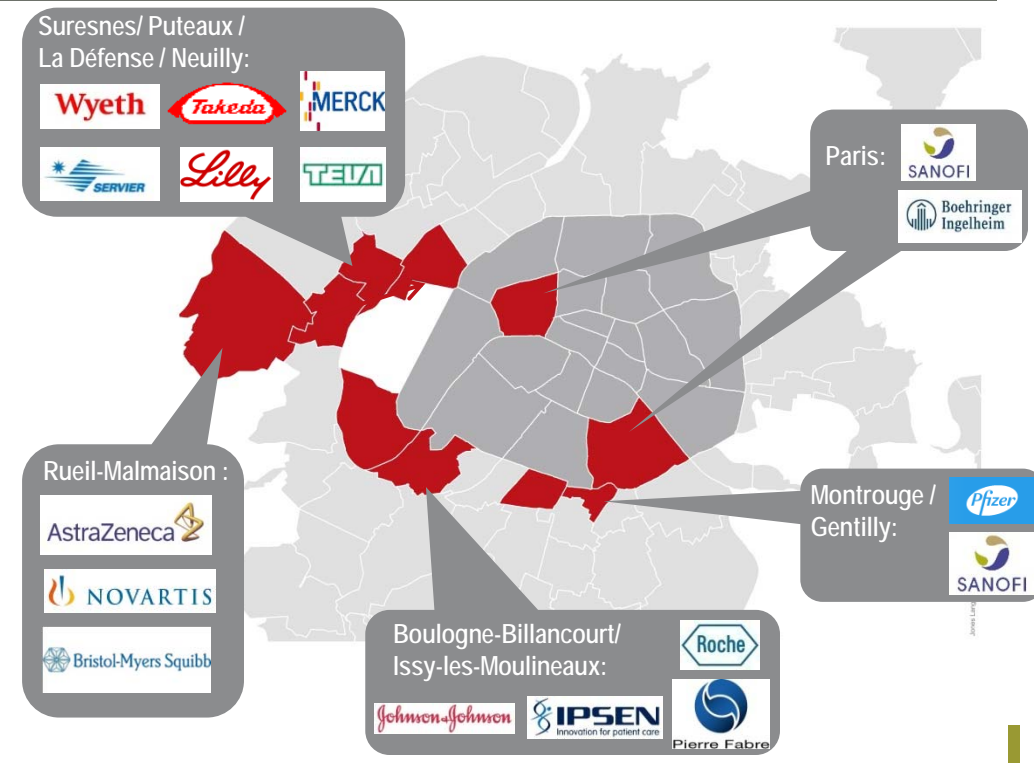 Suresnes/ Puteaux /
La Défense / Neuilly:
Wyeth
Takeda
MERCK
SERVIER
Lilly
TEVA
Paris:
SANOFI
Boehringer
Ingelheim
Rueil-Malmaison :
AstraZeneca
NOVARTIS
Bristol-Myers Squibb
Montrouge /
Gentilly:
Pfizer
SANOFI
Boulogne-Billancourt/
Issy-les-Moulineaux:
Roche
Johnson & Johnson
IPSEN
Innovation for patient care
Pierre Fabre
Jones Lang